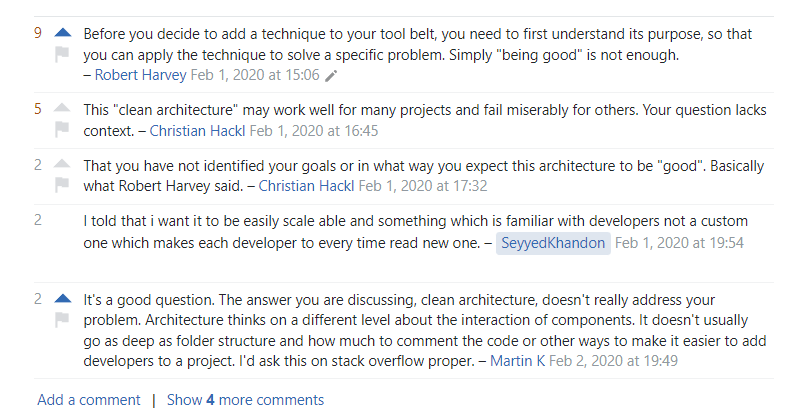 9 Before you decide to add a technique to your tool belt, you need to first understand its purpose, so that
you can apply the technique to solve a specific problem. Simply "being good" is not enough.
– Robert Harvey Feb 1, 2020 at 15:06
5 This "clean architecture" may work well for many projects and fail miserably for others. Your question lacks
context. – Christian Hackl Feb 1, 2020 at 16:45
2 That you have not identified your goals or in what way you expect this architecture to be "good". Basically
what Robert Harvey said. – Christian Hackl Feb 1, 2020 at 17:32
2 I told that i want it to be easily scale able and something which is familiar with developers not a custom
one which makes each developer to every time read new one. – SeyyedKhandon Feb 1, 2020 at 19:54
2 It's a good question. The answer you are discussing, clean architecture, doesn't really address your
problem. Architecture thinks on a different level about the interaction of components. It doesn't usually
go as deep as folder structure and how much to comment the code or other ways to make it easier to add
developers to a project. I'd ask this on stack overflow proper. – Martin K Feb 2, 2020 at 19:49
Add a comment | Show 4 more comments